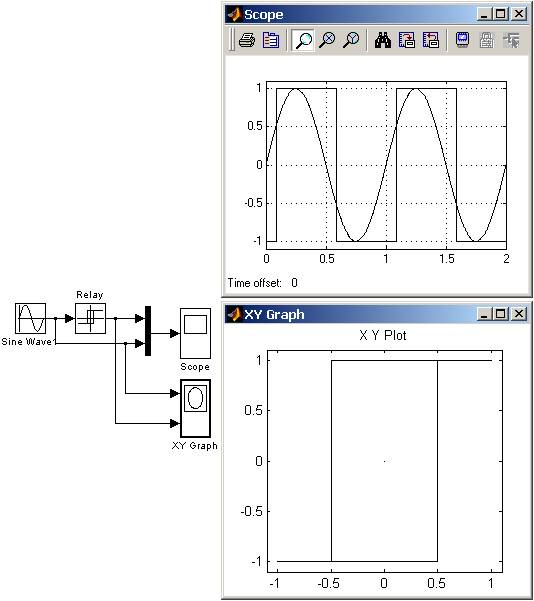 Scope
1
0.5
0
-0.5
-1
0 0.5 1 1.5 2
Time offset: 0
Relay
Sine Wave1
Scope
XY Graph
XY Graph
X Y Plot
1
0.5
0
-0.5
-1
-1 -0.5 0 0.5 1